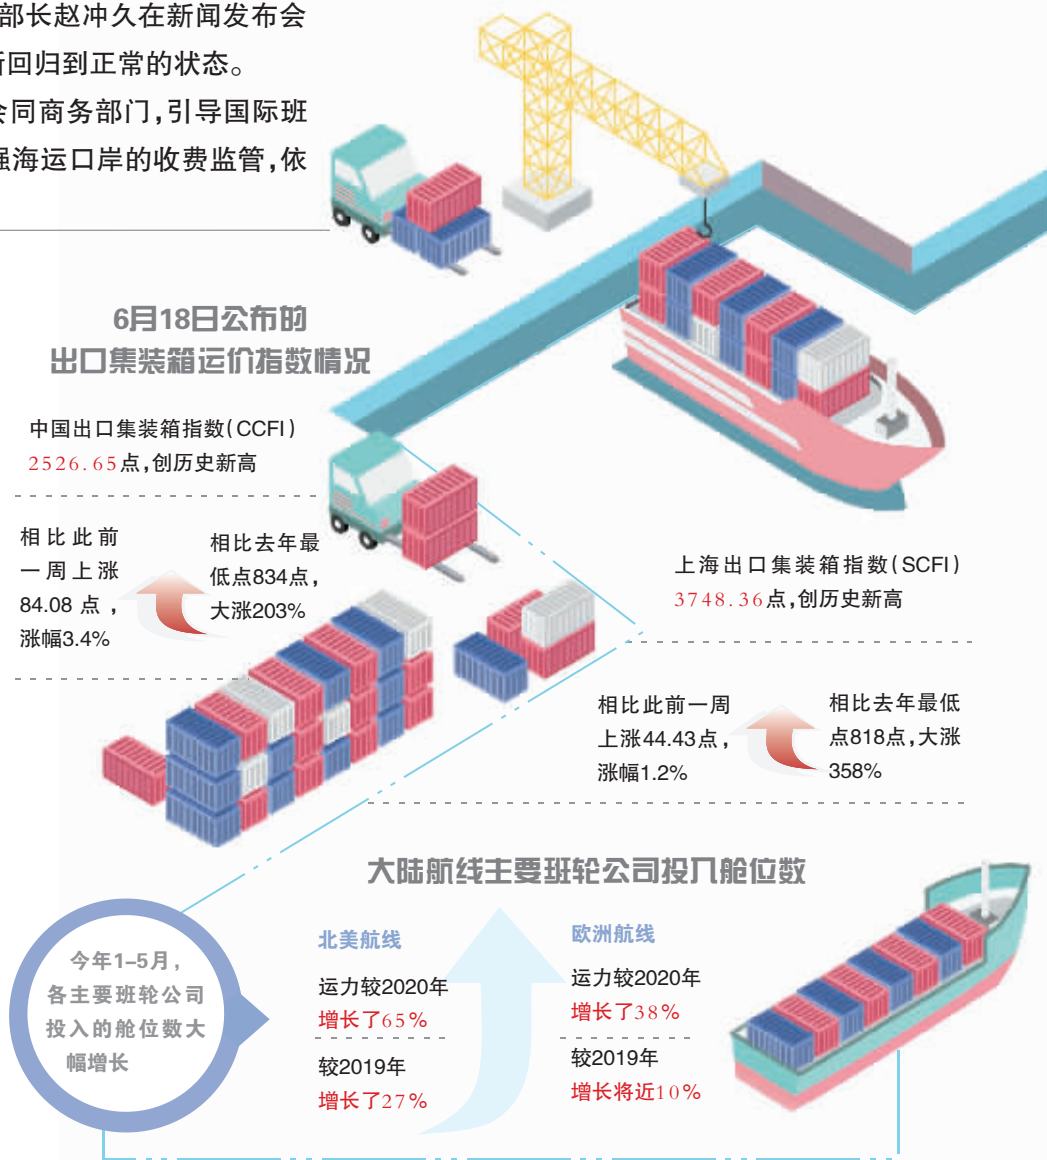 部长赵冲久在新闻发布会
回归到正常的状态。
会同商务部门,引导国际班
海运口岸的收费监管,依
6月18日公布的
出口集装箱运价指数情况
中国出口集装箱指数(CCFI)
2526.65点,创历史新高
相比此前
一周上涨
84.08点,
涨幅3.4%
相比去年最
低点834点,
大涨203%
上海出口集装箱指数(SCFI)
3748.36点,创历史新高
相比此前一周
上涨44.43点,
涨幅1.2%
相比去年最低
点818点,大涨
358%
大陆航线主要班轮公司投入舱位数
今年1–5月,
各主要班轮公司
投入的舱位数大
幅增长
北美航线
运力较2020年
增长了65%
较2019年
增长了27%
欧洲航线
运力较2020年
增长了38%
较2019年
增长将近10%